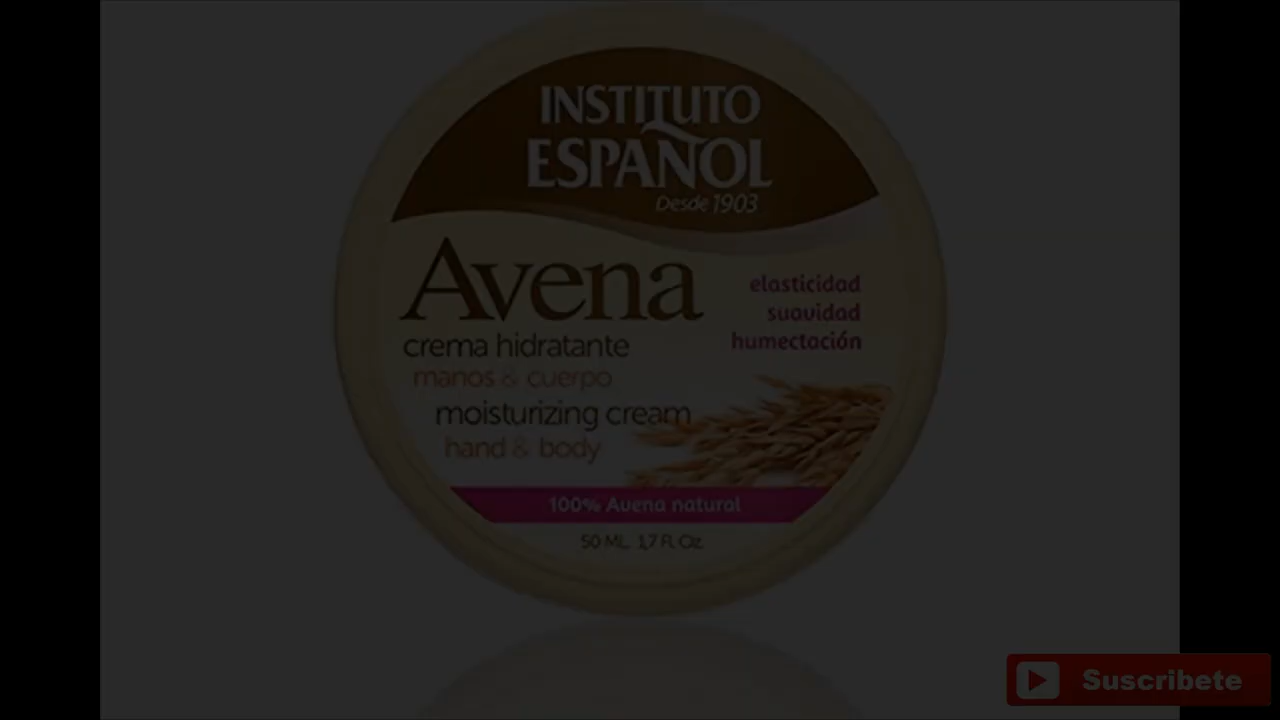 INSTITUTO
ESPAÑOL
Desde 1903
Avena
crema hidratante
manos & cuerpo
moisturizing cream
hand & body
elasticidad
suavidad
humectación
100% Avena natural
50 ML. 1,7 Fl. Oz.
Suscribete